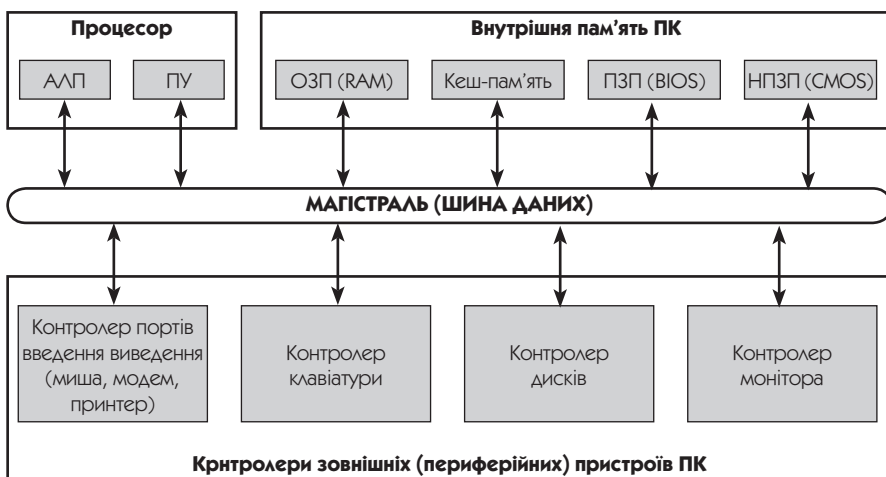 Процесор
Внутрішня пам’ять ПК
АЛП
ПУ
ОЗП (RAM)
Кеш-пам’ять
ПЗП (BIOS)
НПЗП (CMOS)
МАГІСТРАЛЬ (ШИНА ДАНИХ)
Контролер портів
введення виведення
(миша, модем,
принтер)
Контролер
клавіатури
Контролер
дисків
Контролер
монітора
Крнтролери зовнішніх (периферійних) пристроїв ПК